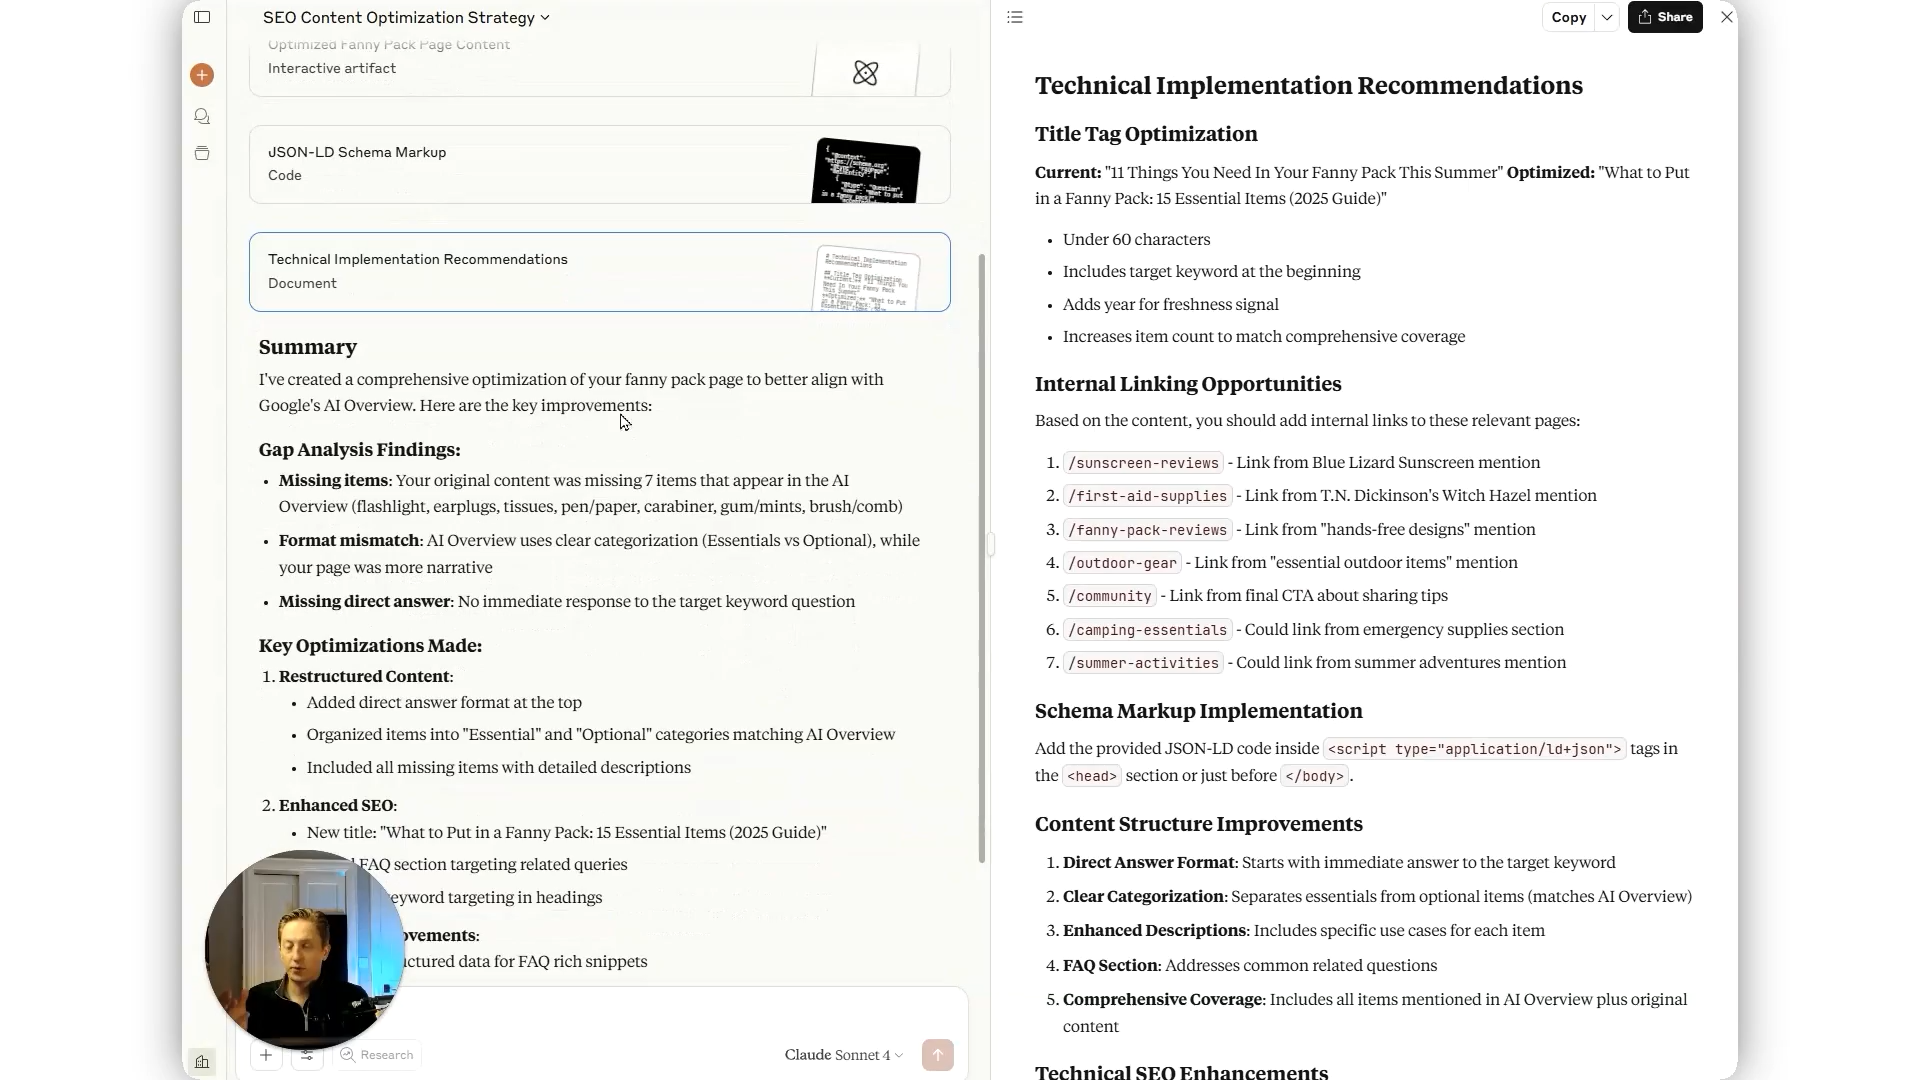 SEO Content Optimization Strategy
Optimized Fanny Pack Page Content
Interactive artifact
JSON-LD Schema Markup
Code
Technical Implementation Recommendations
Document
Summary
I've created a comprehensive optimization of your fanny pack page to better align with
Google's AI Overview. Here are the key improvements:
Gap Analysis Findings:
• Missing items: Your original content was missing 7 items that appear in the AI
Overview (flashlight, earplugs, tissues, pen/paper, carabiner, gum/mints, brush/comb)
• Format mismatch: AI Overview uses clear categorization (Essentials vs Optional), while
your page was more narrative
• Missing direct answer: No immediate response to the target keyword question
Key Optimizations Made:
1. Restructured Content:
• Added direct answer format at the top
• Organized items into "Essential" and "Optional" categories matching AI Overview
• Included all missing items with detailed descriptions
2. Enhanced SEO:
• New title: "What to Put in a Fanny Pack: 15 Essential Items (2025 Guide)"
FAQ section targeting related queries
eyword targeting in headings
ovements:
uctured data for FAQ rich snippets
Research
Claude Sonnet 4
Copy
Share
Technical Implementation Recommendations
Title Tag Optimization
Current: "11 Things You Need In Your Fanny Pack This Summer" Optimized: "What to Put
in a Fanny Pack: 15 Essential Items (2025 Guide)"
• Under 60 characters
• Includes target keyword at the beginning
• Adds year for freshness signal
• Increases item count to match comprehensive coverage
Internal Linking Opportunities
Based on the content, you should add internal links to these relevant pages:
1. /sunscreen-reviews - Link from Blue Lizard Sunscreen mention
2. /first-aid-supplies - Link from T.N. Dickinson's Witch Hazel mention
3. /fanny-pack-reviews - Link from "hands-free designs" mention
4. /outdoor-gear - Link from "essential outdoor items" mention
5. /community - Link from final CTA about sharing tips
6. /camping-essentials - Could link from emergency supplies section
7. /summer-activities - Could link from summer adventures mention
Schema Markup Implementation
Add the provided JSON-LD code inside <script type="application/ld+json"> tags in
the <head> section or just before </body>.
Content Structure Improvements
1. Direct Answer Format: Starts with immediate answer to the target keyword
2. Clear Categorization: Separates essentials from optional items (matches AI Overview)
3. Enhanced Descriptions: Includes specific use cases for each item
4. FAQ Section: Addresses common related questions
5. Comprehensive Coverage: Includes all items mentioned in AI Overview plus original
content
Technical SEO Enhancements